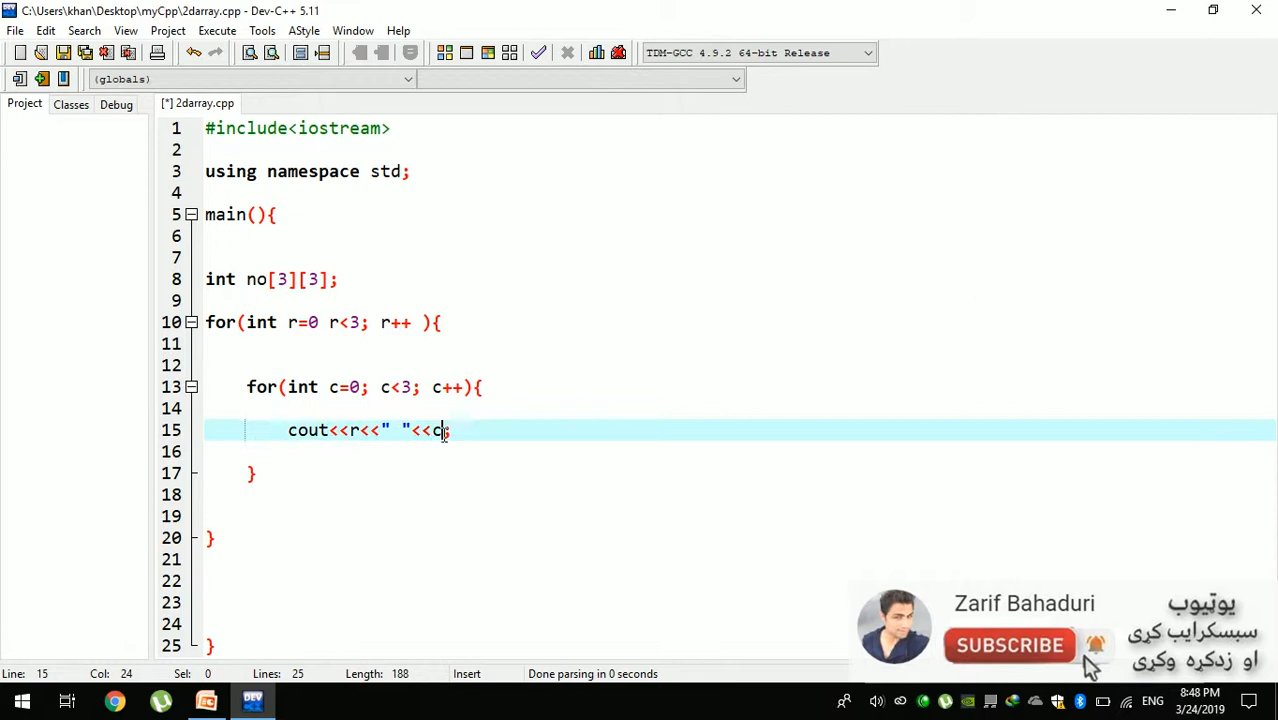 C:\Users\khan\Desktop\myCpp\2darray.cpp - Dev-C++ 5.11
File Edit Search View Project Execute Tools AStyle Window Help
TDM-GCC 4.9.2 64-bit Release
(globals)
Project Classes Debug [*] 2darray.cpp
1 #include<iostream>
2
3 using namespace std;
4
5 main(){
6
7
8 int no[3][3];
9
10 for(int r=0 r<3; r++ ){
11
12
13 for(int c=0; c<3; c++){
14
15 cout<<r<<" "<<c;
16
17 }
18
19
20 }
21
22
23
24
25 }
Zarif Bahaduri
SUBSCRIBE
یوټیوب
سبسکرایب کړی
او زدکړه وکړی
Line: 15 Col: 24 Sel: 0 Lines: 25 Length: 188 Insert Done parsing in 0 seconds
DEV
ENG
8:48 PM
3/24/2019